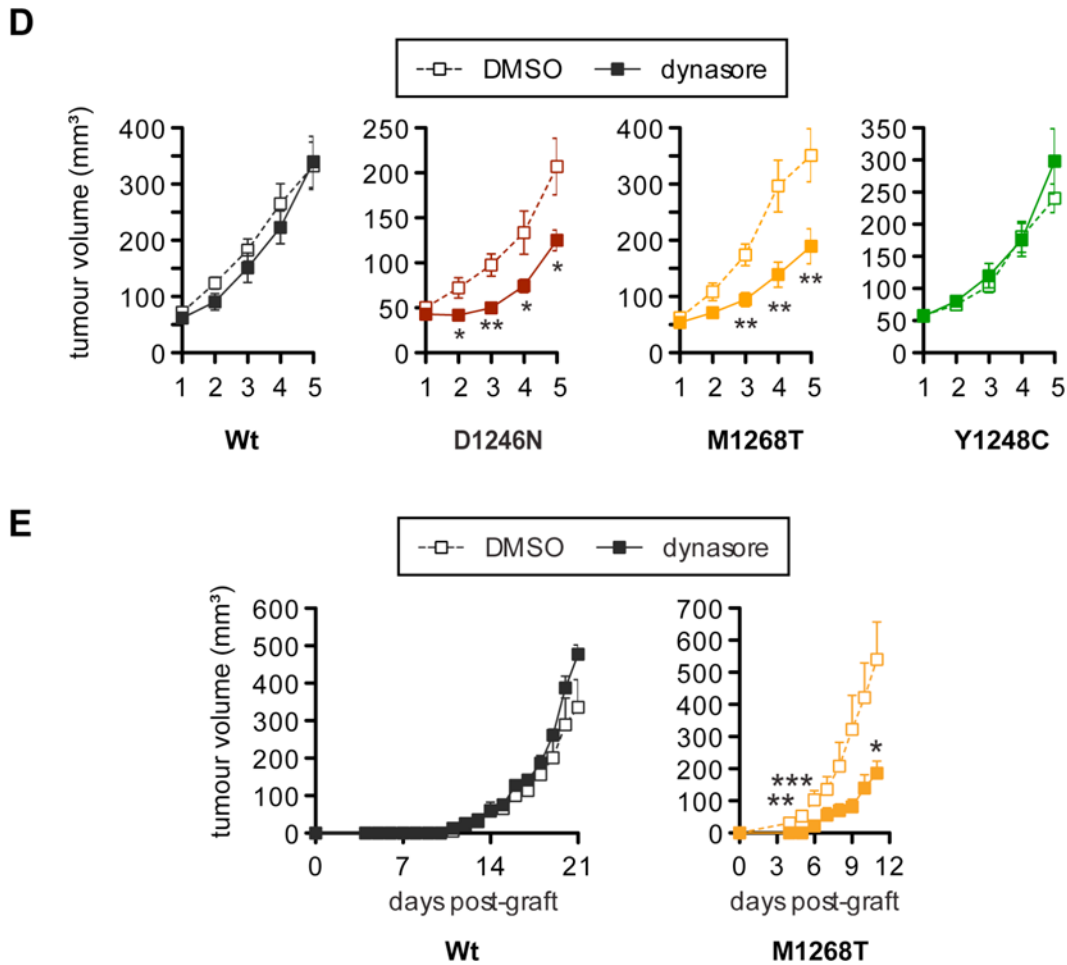 D
DMSO dynasore
tumour volume (mm³)
400
300
200
100
0
1 2 3 4 5
Wt
250
200
150
100
50
0
* ** * *
1 2 3 4 5
D1246N
400
300
200
100
0
** ** **
1 2 3 4 5
M1268T
350
300
250
200
150
100
50
0
1 2 3 4 5
Y1248C
E
DMSO dynasore
tumour volume (mm³)
600
500
400
300
200
100
0
0 7 14 21
days post-graft
Wt
700
600
500
400
300
200
100
0
***
**
*
0 3 6 9 12
days post-graft
M1268T